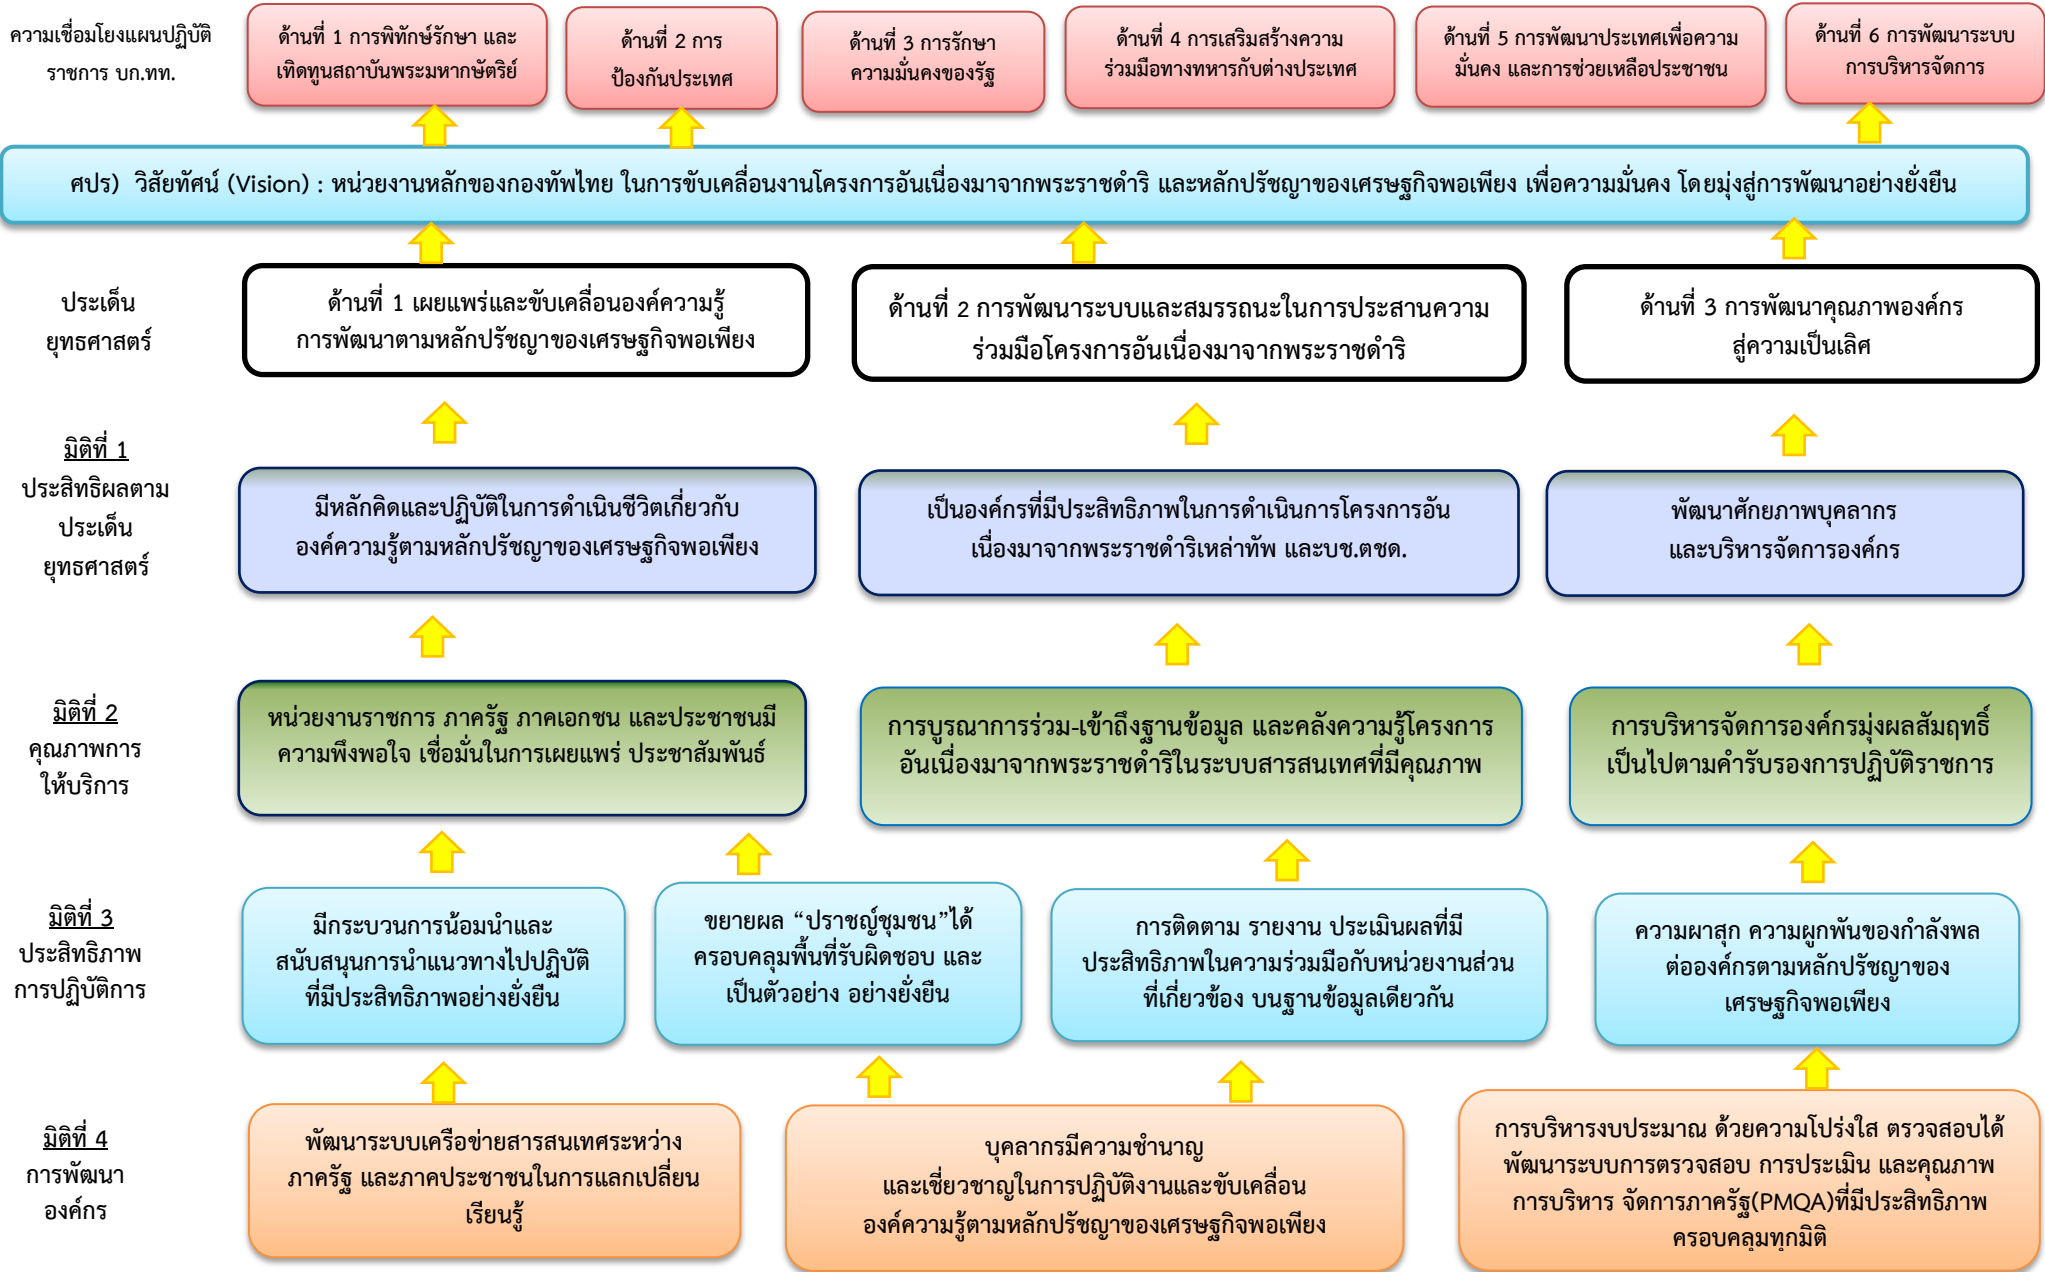 ความเชื่อมโยงแผนปฏิบัติ
ราชการ บก.ทท.
ด้านที่ 1 การพิทักษ์รักษา และ
เทิดทูนสถาบันพระมหากษัตริย์
ด้านที่ 2 การ
ป้องกันประเทศ
ด้านที่ 3 การรักษา
ความมั่นคงของรัฐ
ด้านที่ 4 การเสริมสร้างความ
ร่วมมือทางทหารกับต่างประเทศ
ด้านที่ 5 การพัฒนาประเทศเพื่อความ
มั่นคง และการช่วยเหลือประชาชน
ด้านที่ 6 การพัฒนาระบบ
การบริหารจัดการ
ศปร) วิสัยทัศน์ (Vision) : หน่วยงานหลักของกองทัพไทย ในการขับเคลื่อนงานโครงการอันเนื่องมาจากพระราชดำริ และหลักปรัชญาของเศรษฐกิจพอเพียง เพื่อความมั่นคง โดยมุ่งสู่การพัฒนาอย่างยั่งยืน
ประเด็น
ยุทธศาสตร์
ด้านที่ 1 เผยแพร่และขับเคลื่อนองค์ความรู้
การพัฒนาตามหลักปรัชญาของเศรษฐกิจพอเพียง
ด้านที่ 2 การพัฒนาระบบและสมรรถนะในการประสานความ
ร่วมมือโครงการอันเนื่องมาจากพระราชดำริ
ด้านที่ 3 การพัฒนาคุณภาพองค์กร
สู่ความเป็นเลิศ
มิติที่ 1
ประสิทธิผลตาม
ประเด็น
ยุทธศาสตร์
มีหลักคิดและปฏิบัติในการดำเนินชีวิตเกี่ยวกับ
องค์ความรู้ตามหลักปรัชญาของเศรษฐกิจพอเพียง
เป็นองค์กรที่มีประสิทธิภาพในการดำเนินการโครงการอัน
เนื่องมาจากพระราชดำริเหล่าทัพ และบช.ตชด.
พัฒนาศักยภาพบุคลากร
และบริหารจัดการองค์กร
มิติที่ 2
คุณภาพการ
ให้บริการ
หน่วยงานราชการ ภาครัฐ ภาคเอกชน และประชาชนมี
ความพึงพอใจ เชื่อมั่นในการเผยแพร่ ประชาสัมพันธ์
การบูรณาการร่วม-เข้าถึงฐานข้อมูล และคลังความรู้โครงการ
อันเนื่องมาจากพระราชดำริในระบบสารสนเทศที่มีคุณภาพ
การบริหารจัดการองค์กรมุ่งผลสัมฤทธิ์
เป็นไปตามคำรับรองการปฏิบัติราชการ
มิติที่ 3
ประสิทธิภาพ
การปฏิบัติการ
มีกระบวนการน้อมนำและ
สนับสนุนการนำแนวทางไปปฏิบัติ
ที่มีประสิทธิภาพอย่างยั่งยืน
ขยายผล “ปราชญ์ชุมชน”ได้
ครอบคลุมพื้นที่รับผิดชอบ และ
เป็นตัวอย่าง อย่างยั่งยืน
การติดตาม รายงาน ประเมินผลที่มี
ประสิทธิภาพในความร่วมมือกับหน่วยงานส่วน
ที่เกี่ยวข้อง บนฐานข้อมูลเดียวกัน
ความผาสุก ความผูกพันของกำลังพล
ต่อองค์กรตามหลักปรัชญาของ
เศรษฐกิจพอเพียง
มิติที่ 4
การพัฒนา
องค์กร
พัฒนาระบบเครือข่ายสารสนเทศระหว่าง
ภาครัฐ และภาคประชาชนในการแลกเปลี่ยน
เรียนรู้
บุคลากรมีความชำนาญ
และเชี่ยวชาญในการปฏิบัติงานและขับเคลื่อน
องค์ความรู้ตามหลักปรัชญาของเศรษฐกิจพอเพียง
การบริหารงบประมาณ ด้วยความโปร่งใส ตรวจสอบได้
พัฒนาระบบการตรวจสอบ การประเมิน และคุณภาพ
การบริหาร จัดการภาครัฐ(PMQA)ที่มีประสิทธิภาพ
ครอบคลุมทุกมิติ